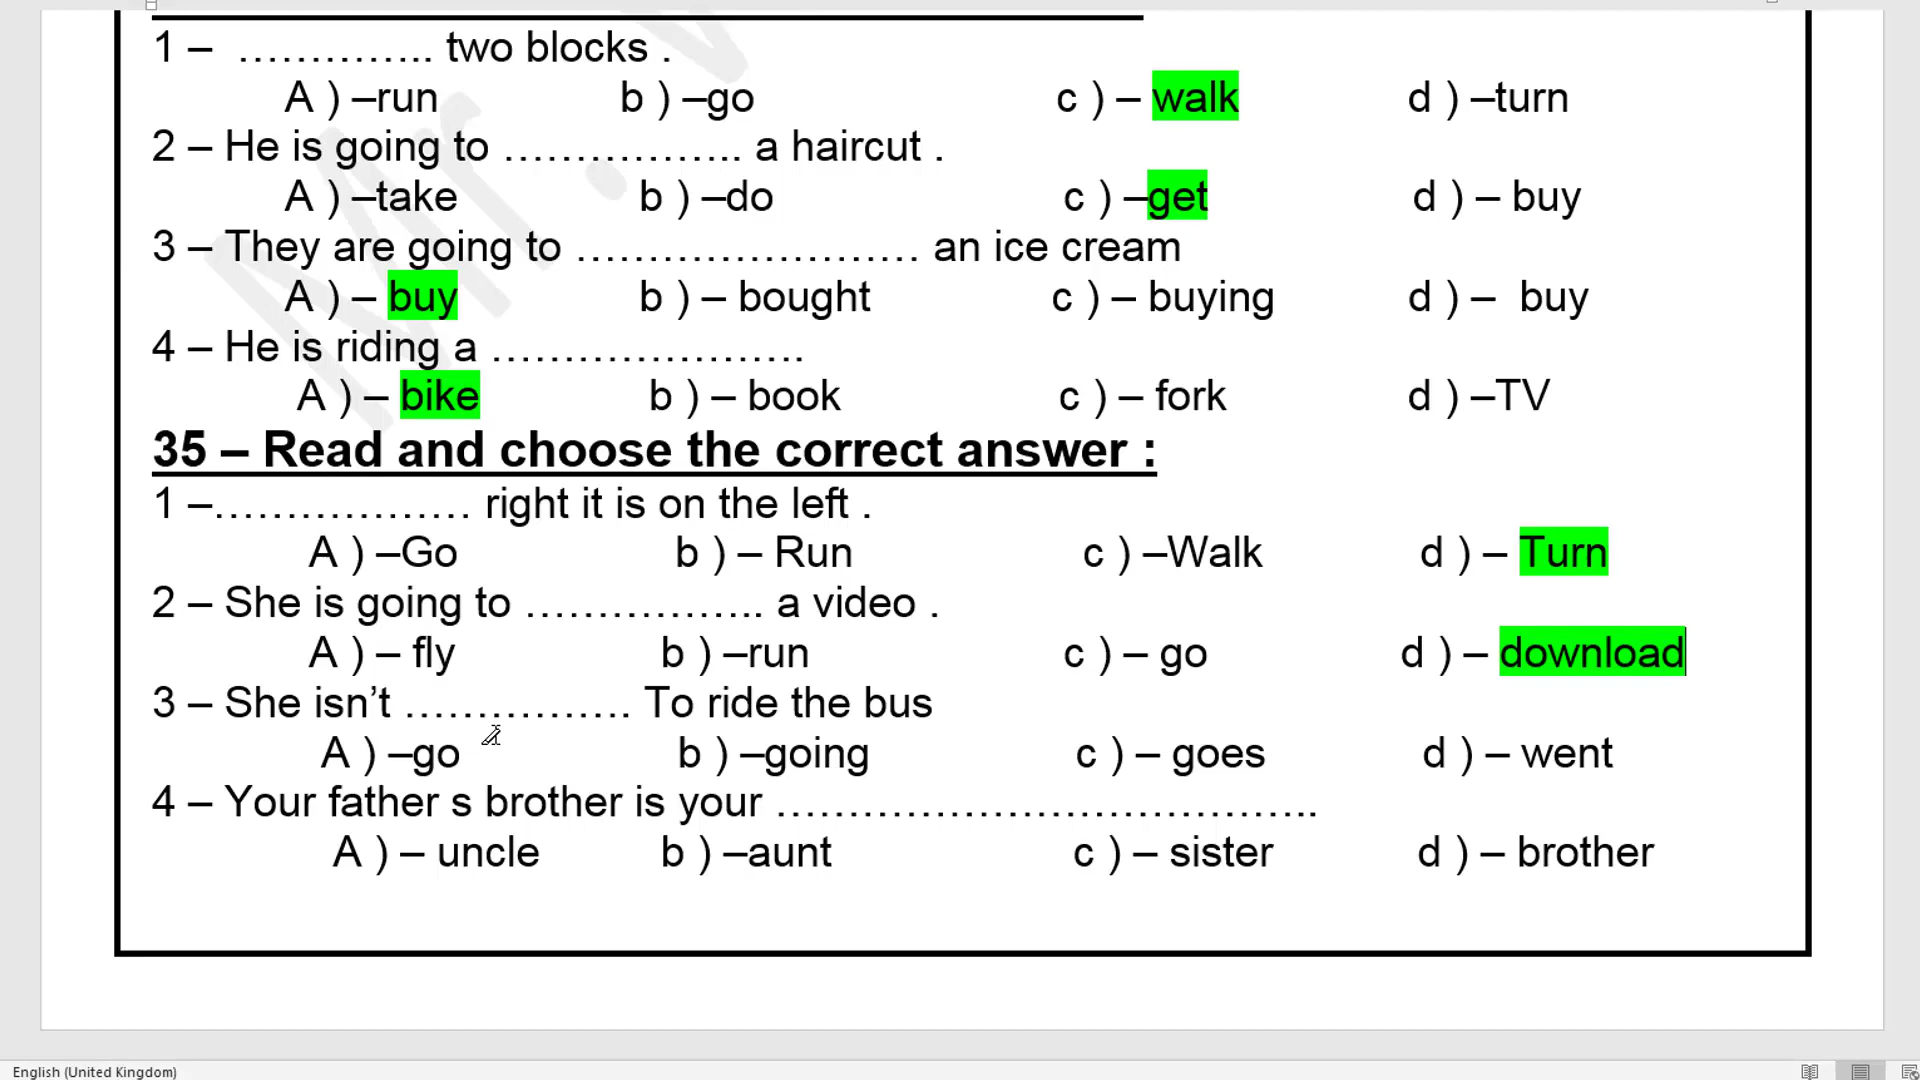 1 – ………….. two blocks .
A ) –run b ) –go c ) – walk d ) –turn
2 – He is going to …………….. a haircut .
A ) –take b ) –do c ) –get d ) – buy
3 – They are going to …………………… an ice cream
A ) – buy b ) – bought c ) – buying d ) – buy
4 – He is riding a ………………….
A ) – bike b ) – book c ) – fork d ) –TV
35 – Read and choose the correct answer :
1 –……………… right it is on the left .
A ) –Go b ) – Run c ) –Walk d ) – Turn
2 – She is going to …………….. a video .
A ) – fly b ) –run c ) – go d ) – download
3 – She isn’t ……………. To ride the bus
A ) –go b ) –going c ) – goes d ) – went
4 – Your father s brother is your ………………………………..
A ) – uncle b ) –aunt c ) – sister d ) – brother
English (United Kingdom)